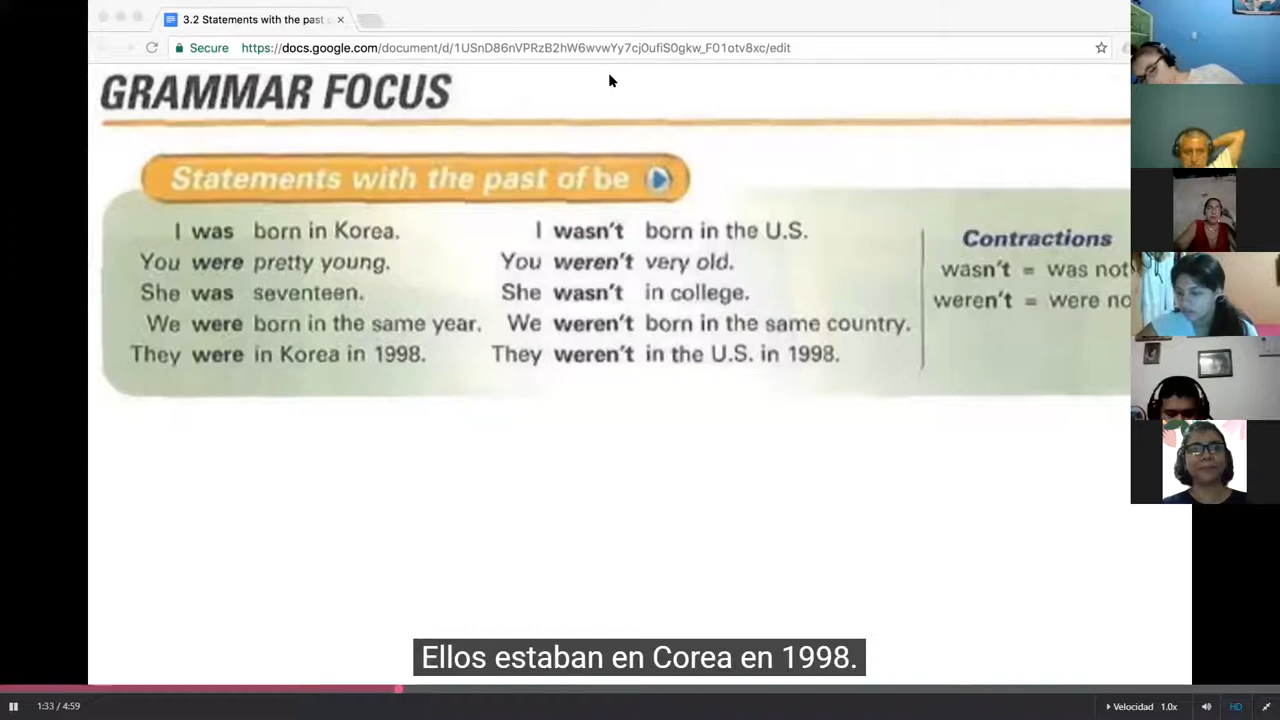 3.2 Statements with the past
Secure https://docs.google.com/document/d/1USnD86nVPRzB2hW6wvwYy7cj0ufiS0gkw_F01otv8xc/edit
GRAMMAR FOCUS
Statements with the past of be
I was born in Korea. I wasn't born in the U.S.
You were pretty young. You weren't very old.
She was seventeen. She wasn't in college.
We were born in the same year. We weren't born in the same country.
They were in Korea in 1998. They weren't in the U.S. in 1998.
Contractions
wasn't = was not
weren't = were no
Ellos estaban en Corea en 1998.
1:33 / 4:59
Velocidad 1.0x
HD